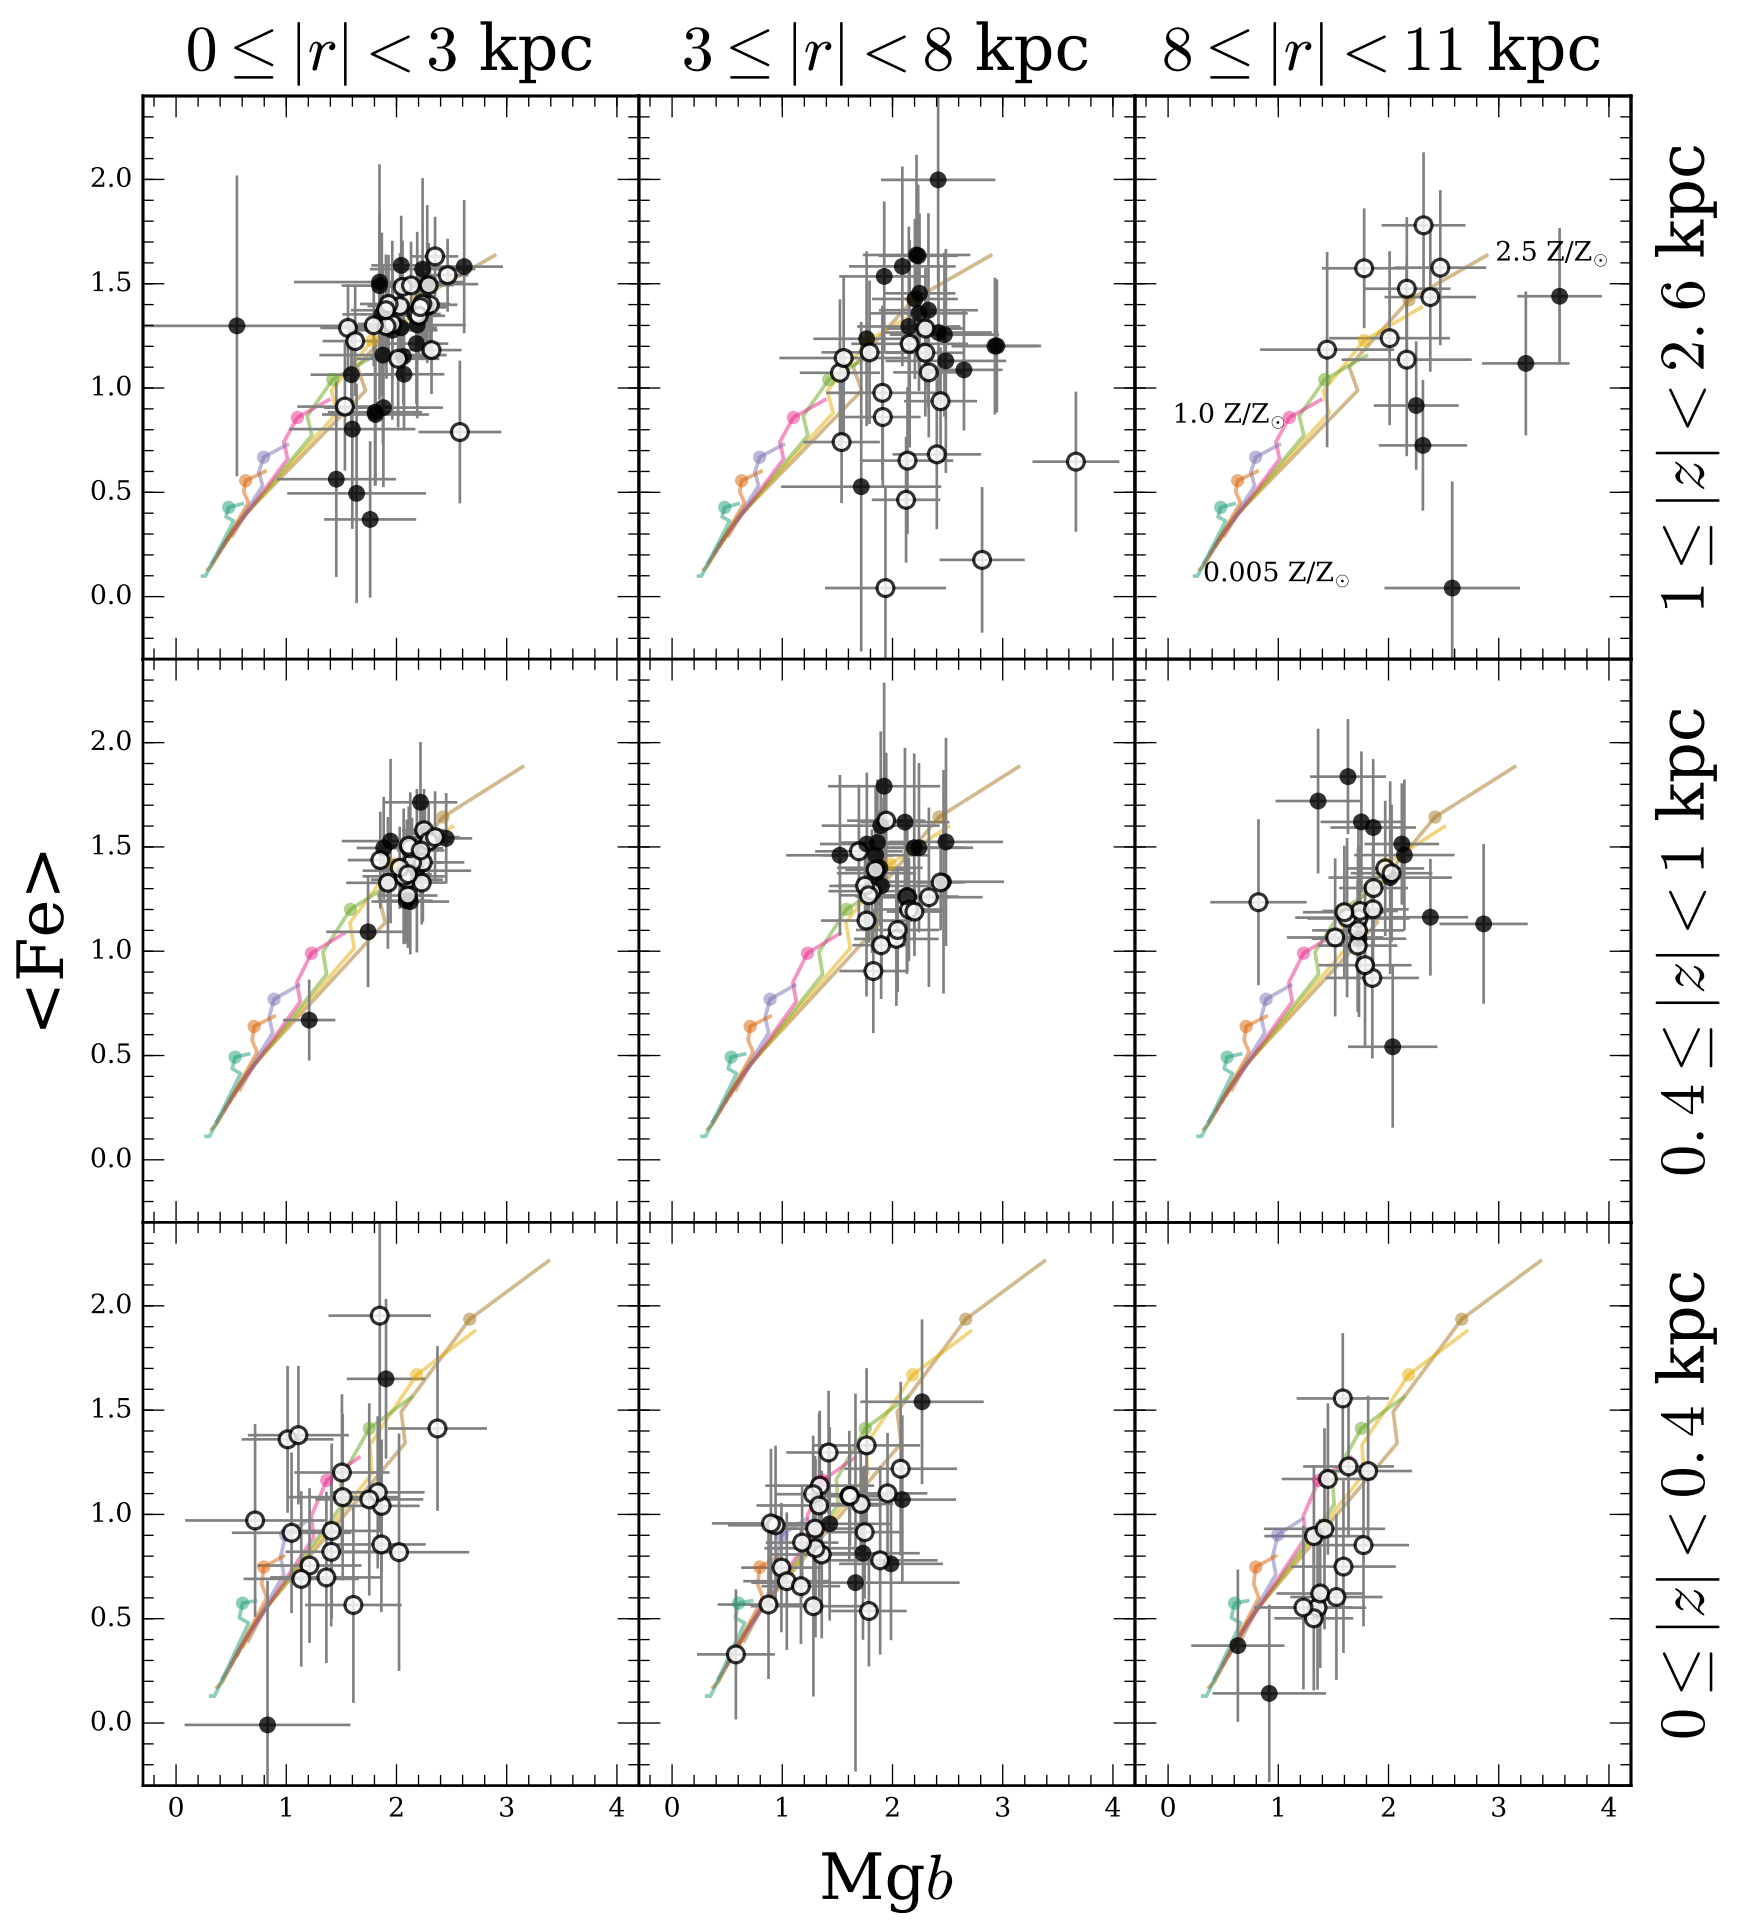 0 ≤ |r| < 3 kpc 3 ≤ |r| < 8 kpc 8 ≤ |r| < 11 kpc
2.0
1.5
1.0
0.5
0.0
2.5 Z/Z☉
1.0 Z/Z☉
0.005 Z/Z☉
1 ≤ |z| < 2.6 kpc
<Fe>
2.0
1.5
1.0
0.5
0.0
0.4 ≤ |z| < 1 kpc
2.0
1.5
1.0
0.5
0.0
0 ≤ |z| < 0.4 kpc
0 1 2 3 4 0 1 2 3 4 0 1 2 3 4
Mgb